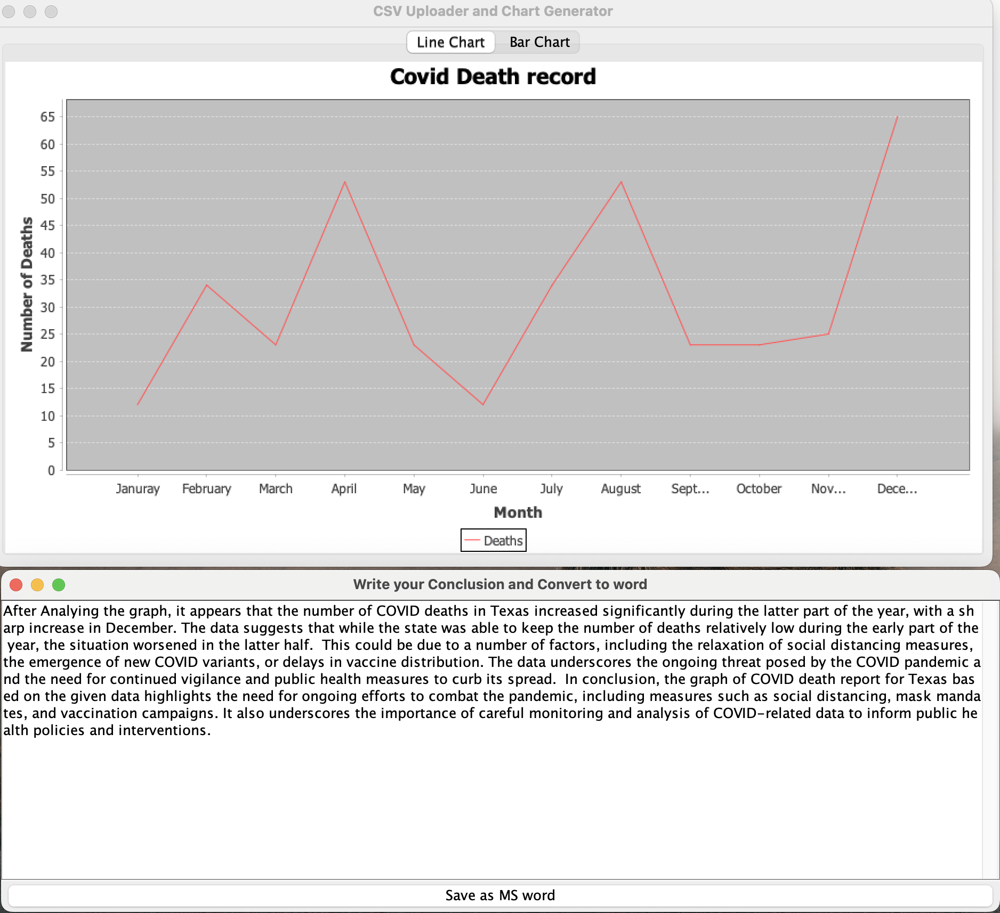 CSV Uploader and Chart Generator
Line Chart Bar Chart
Covid Death record
65
60
55
50
45
40
35
30
25
20
15
10
5
0
Number of Deaths
Januray February March April May June July August Sept... October Nov... Dece...
Month
Deaths
Write your Conclusion and Convert to word
After Analying the graph, it appears that the number of COVID deaths in Texas increased significantly during the latter part of the year, with a sh
arp increase in December. The data suggests that while the state was able to keep the number of deaths relatively low during the early part of the
year, the situation worsened in the latter half.  This could be due to a number of factors, including the relaxation of social distancing measures,
the emergence of new COVID variants, or delays in vaccine distribution. The data underscores the ongoing threat posed by the COVID pandemic a
nd the need for continued vigilance and public health measures to curb its spread.  In conclusion, the graph of COVID death report for Texas bas
ed on the given data highlights the need for ongoing efforts to combat the pandemic, including measures such as social distancing, mask manda
tes, and vaccination campaigns. It also underscores the importance of careful monitoring and analysis of COVID-related data to inform public he
alth policies and interventions.
Save as MS word